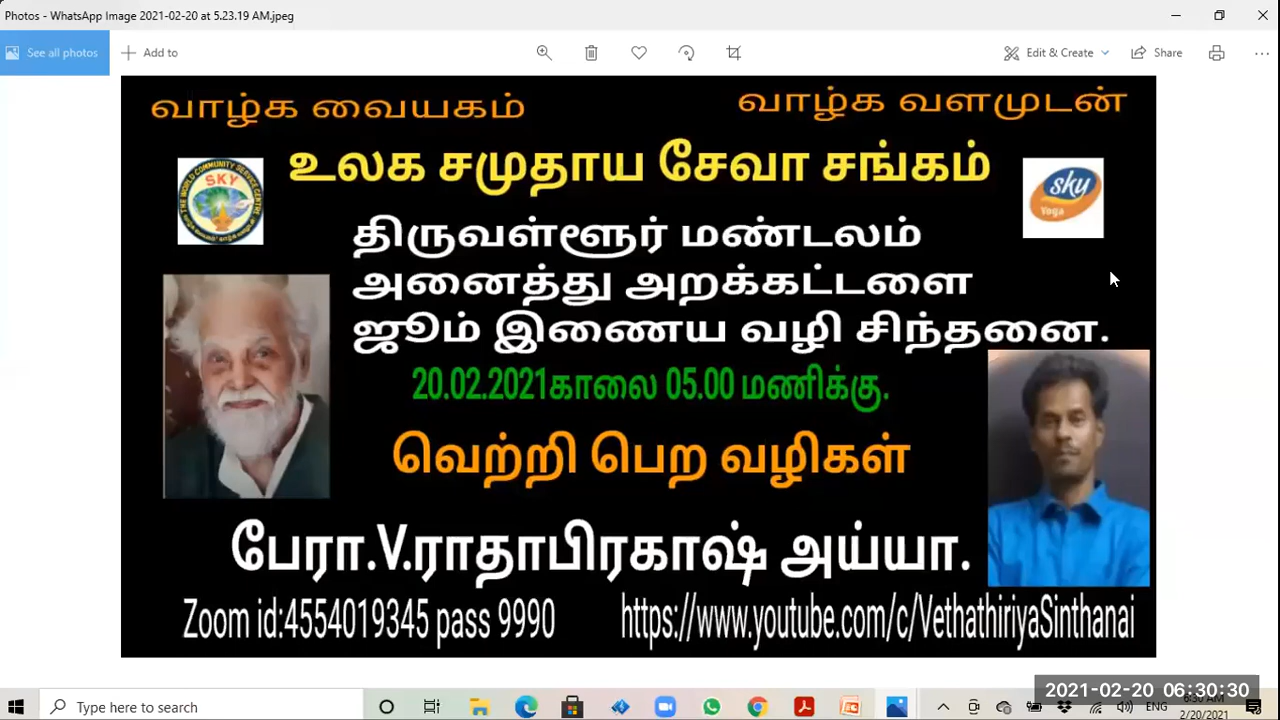 Photos - WhatsApp Image 2021-02-20 at 5.23.19 AM.jpeg
See all photos
Add to
Edit & Create
Share
வாழ்க வையகம்
வாழ்க வளமுடன்
உலக சமுதாய சேவா சங்கம்
SKY
sky
Yoga
திருவள்ளூர் மண்டலம்
அனைத்து அறக்கட்டளை
ஜூம் இணைய வழி சிந்தனை.
20.02.2021காலை 05.00 மணிக்கு.
வெற்றி பெற வழிகள்
பேரா.V.ராதாபிரகாஷ் அய்யா.
Zoom id:4554019345 pass 9990
https://www.youtube.com/c/VethathiriyaSinthanai
2021-02-20 06:30:30
Type here to search
ENG
2/20/2021